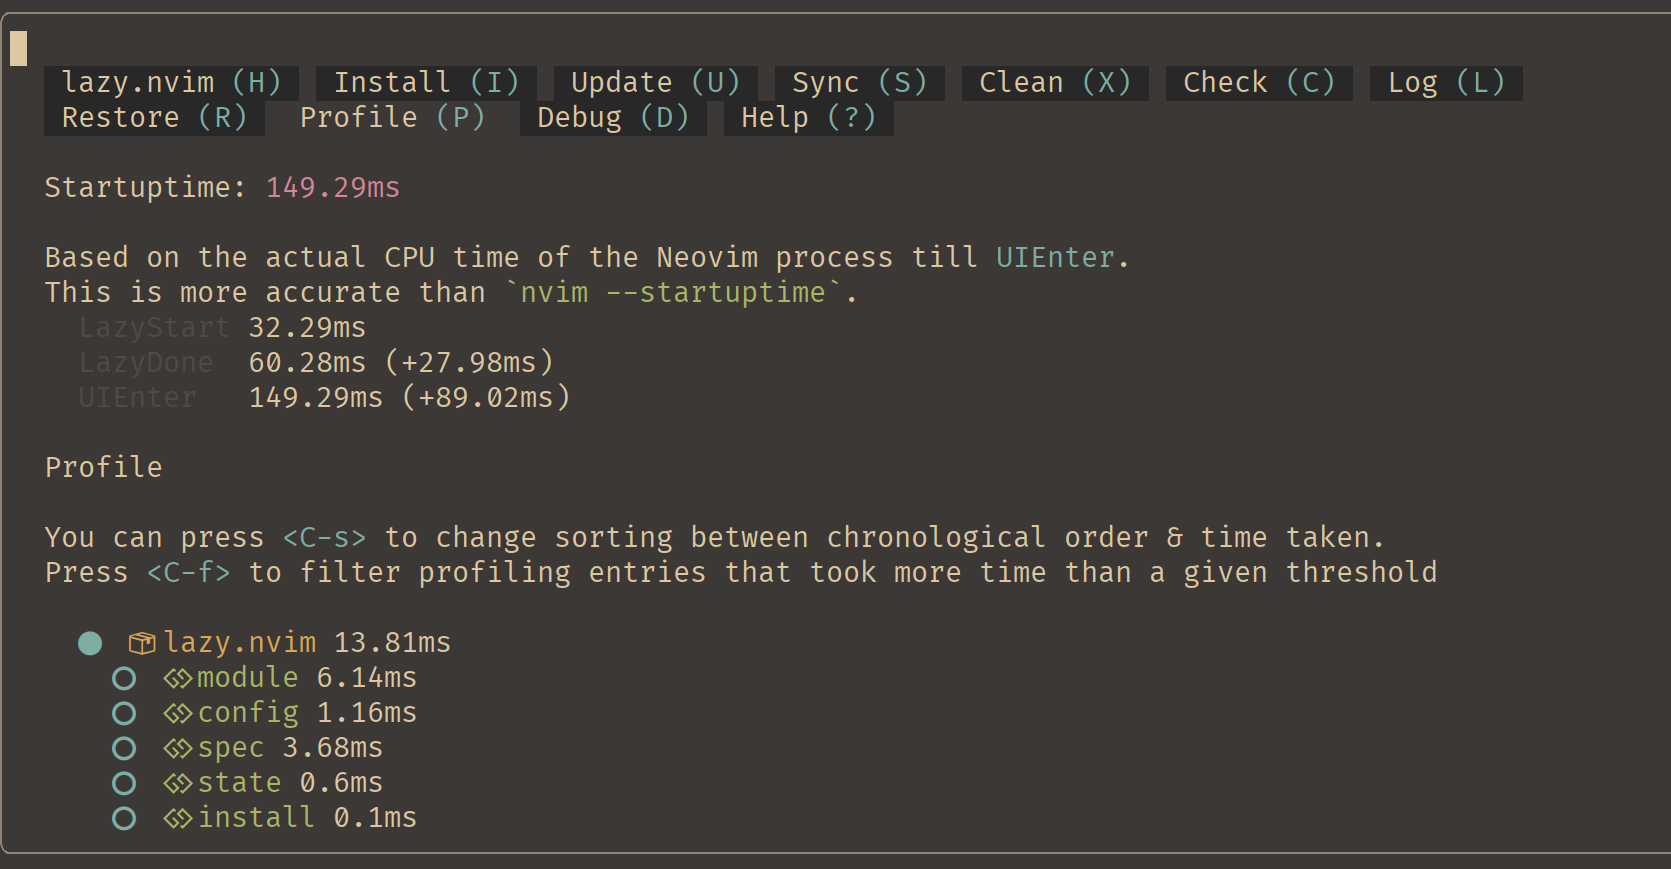 lazy.nvim (H) Install (I) Update (U) Sync (S) Clean (X) Check (C) Log (L)
Restore (R) Profile (P) Debug (D) Help (?)
Startuptime: 149.29ms
Based on the actual CPU time of the Neovim process till UIEnter.
This is more accurate than `nvim --startuptime`.
LazyStart 32.29ms
LazyDone 60.28ms (+27.98ms)
UIEnter 149.29ms (+89.02ms)
Profile
You can press <C-s> to change sorting between chronological order & time taken.
Press <C-f> to filter profiling entries that took more time than a given threshold
lazy.nvim 13.81ms
module 6.14ms
config 1.16ms
spec 3.68ms
state 0.6ms
install 0.1ms